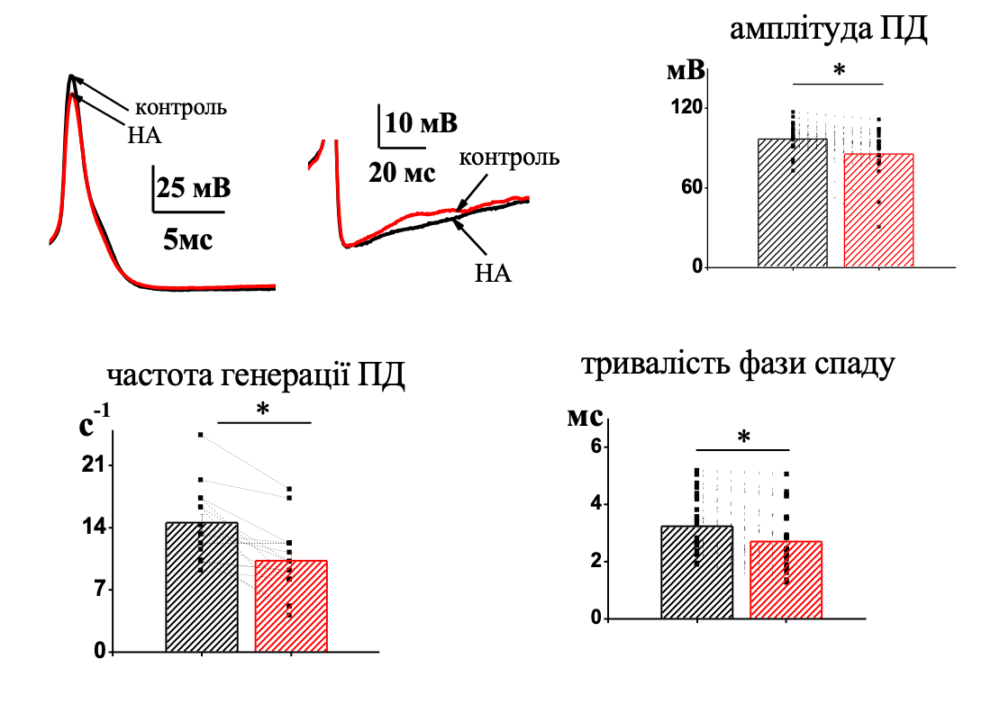 амплітуда ПД
мВ
*
120
60
0
контроль
НА
25 мВ
5мс
10 мВ
20 мс
контроль
НА
частота генерації ПД
с-1
*
21
14
7
0
тривалість фази спаду
мс
*
6
4
2
0